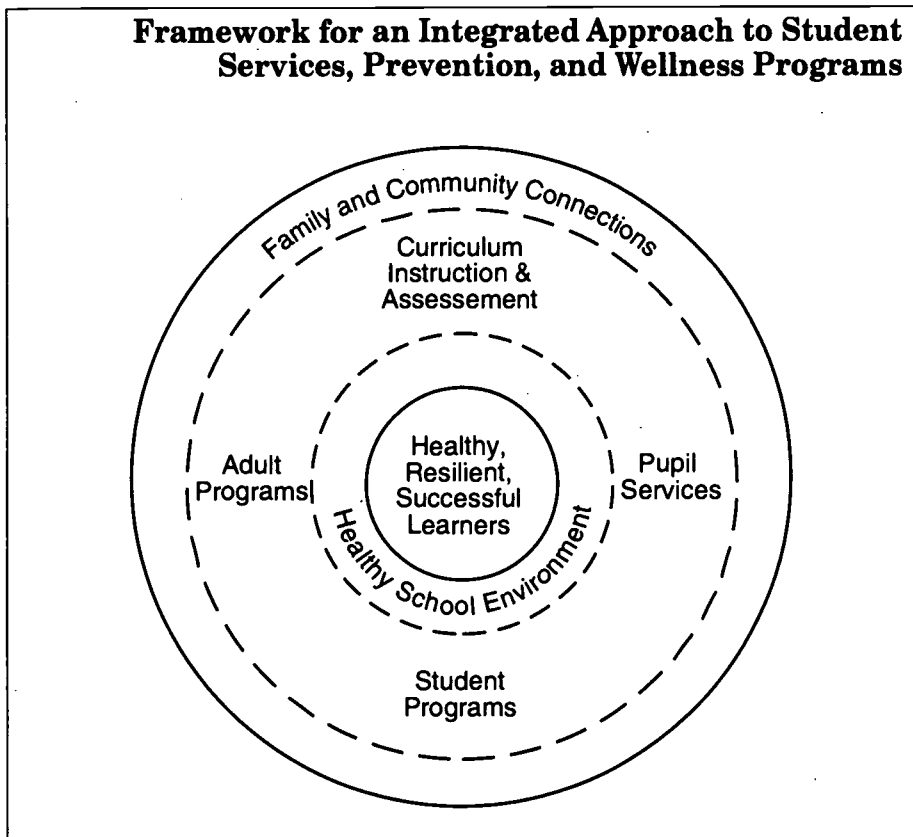 Framework for an Integrated Approach to Student
Services, Prevention, and Wellness Programs
Family and Community Connections
Curriculum
Instruction &
Assessement
Adult
Programs
Healthy,
Resilient,
Successful
Learners
Pupil
Services
Healthy School Environment
Student
Programs